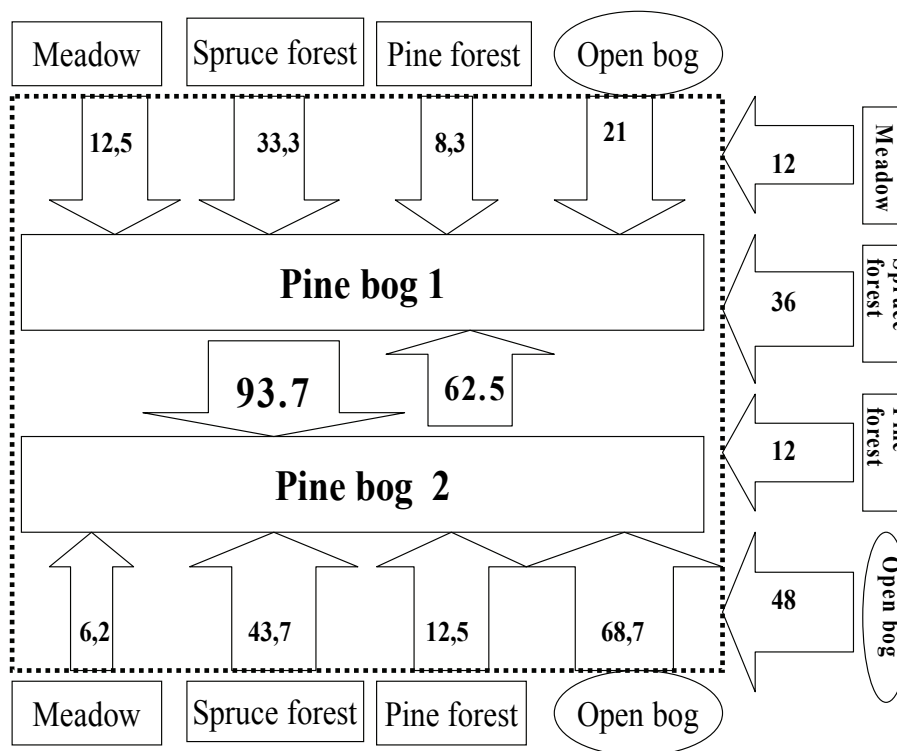 Meadow
Spruce forest
Pine forest
Open bog
12,5
33,3
8,3
21
Meadow
12
Pine bog 1
Spruce
forest
36
93.7
62.5
Pine
forest
12
Pine bog 2
Open bog
48
6,2
43,7
12,5
68,7
Meadow
Spruce forest
Pine forest
Open bog